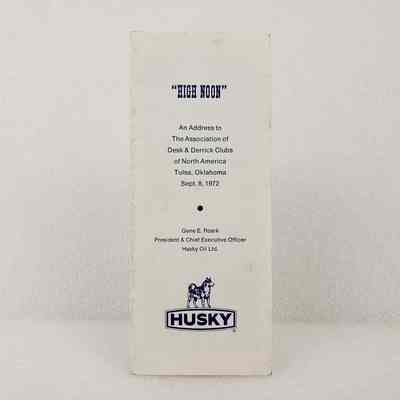 "HIGH NOON"
An Address to
The Association of
Desk & Derrick Clubs
of North America
Tulsa, Oklahoma
Sept. 8, 1972
Gene E. Roark
President & Chief Executive Officer
Husky Oil Ltd.
HUSKY